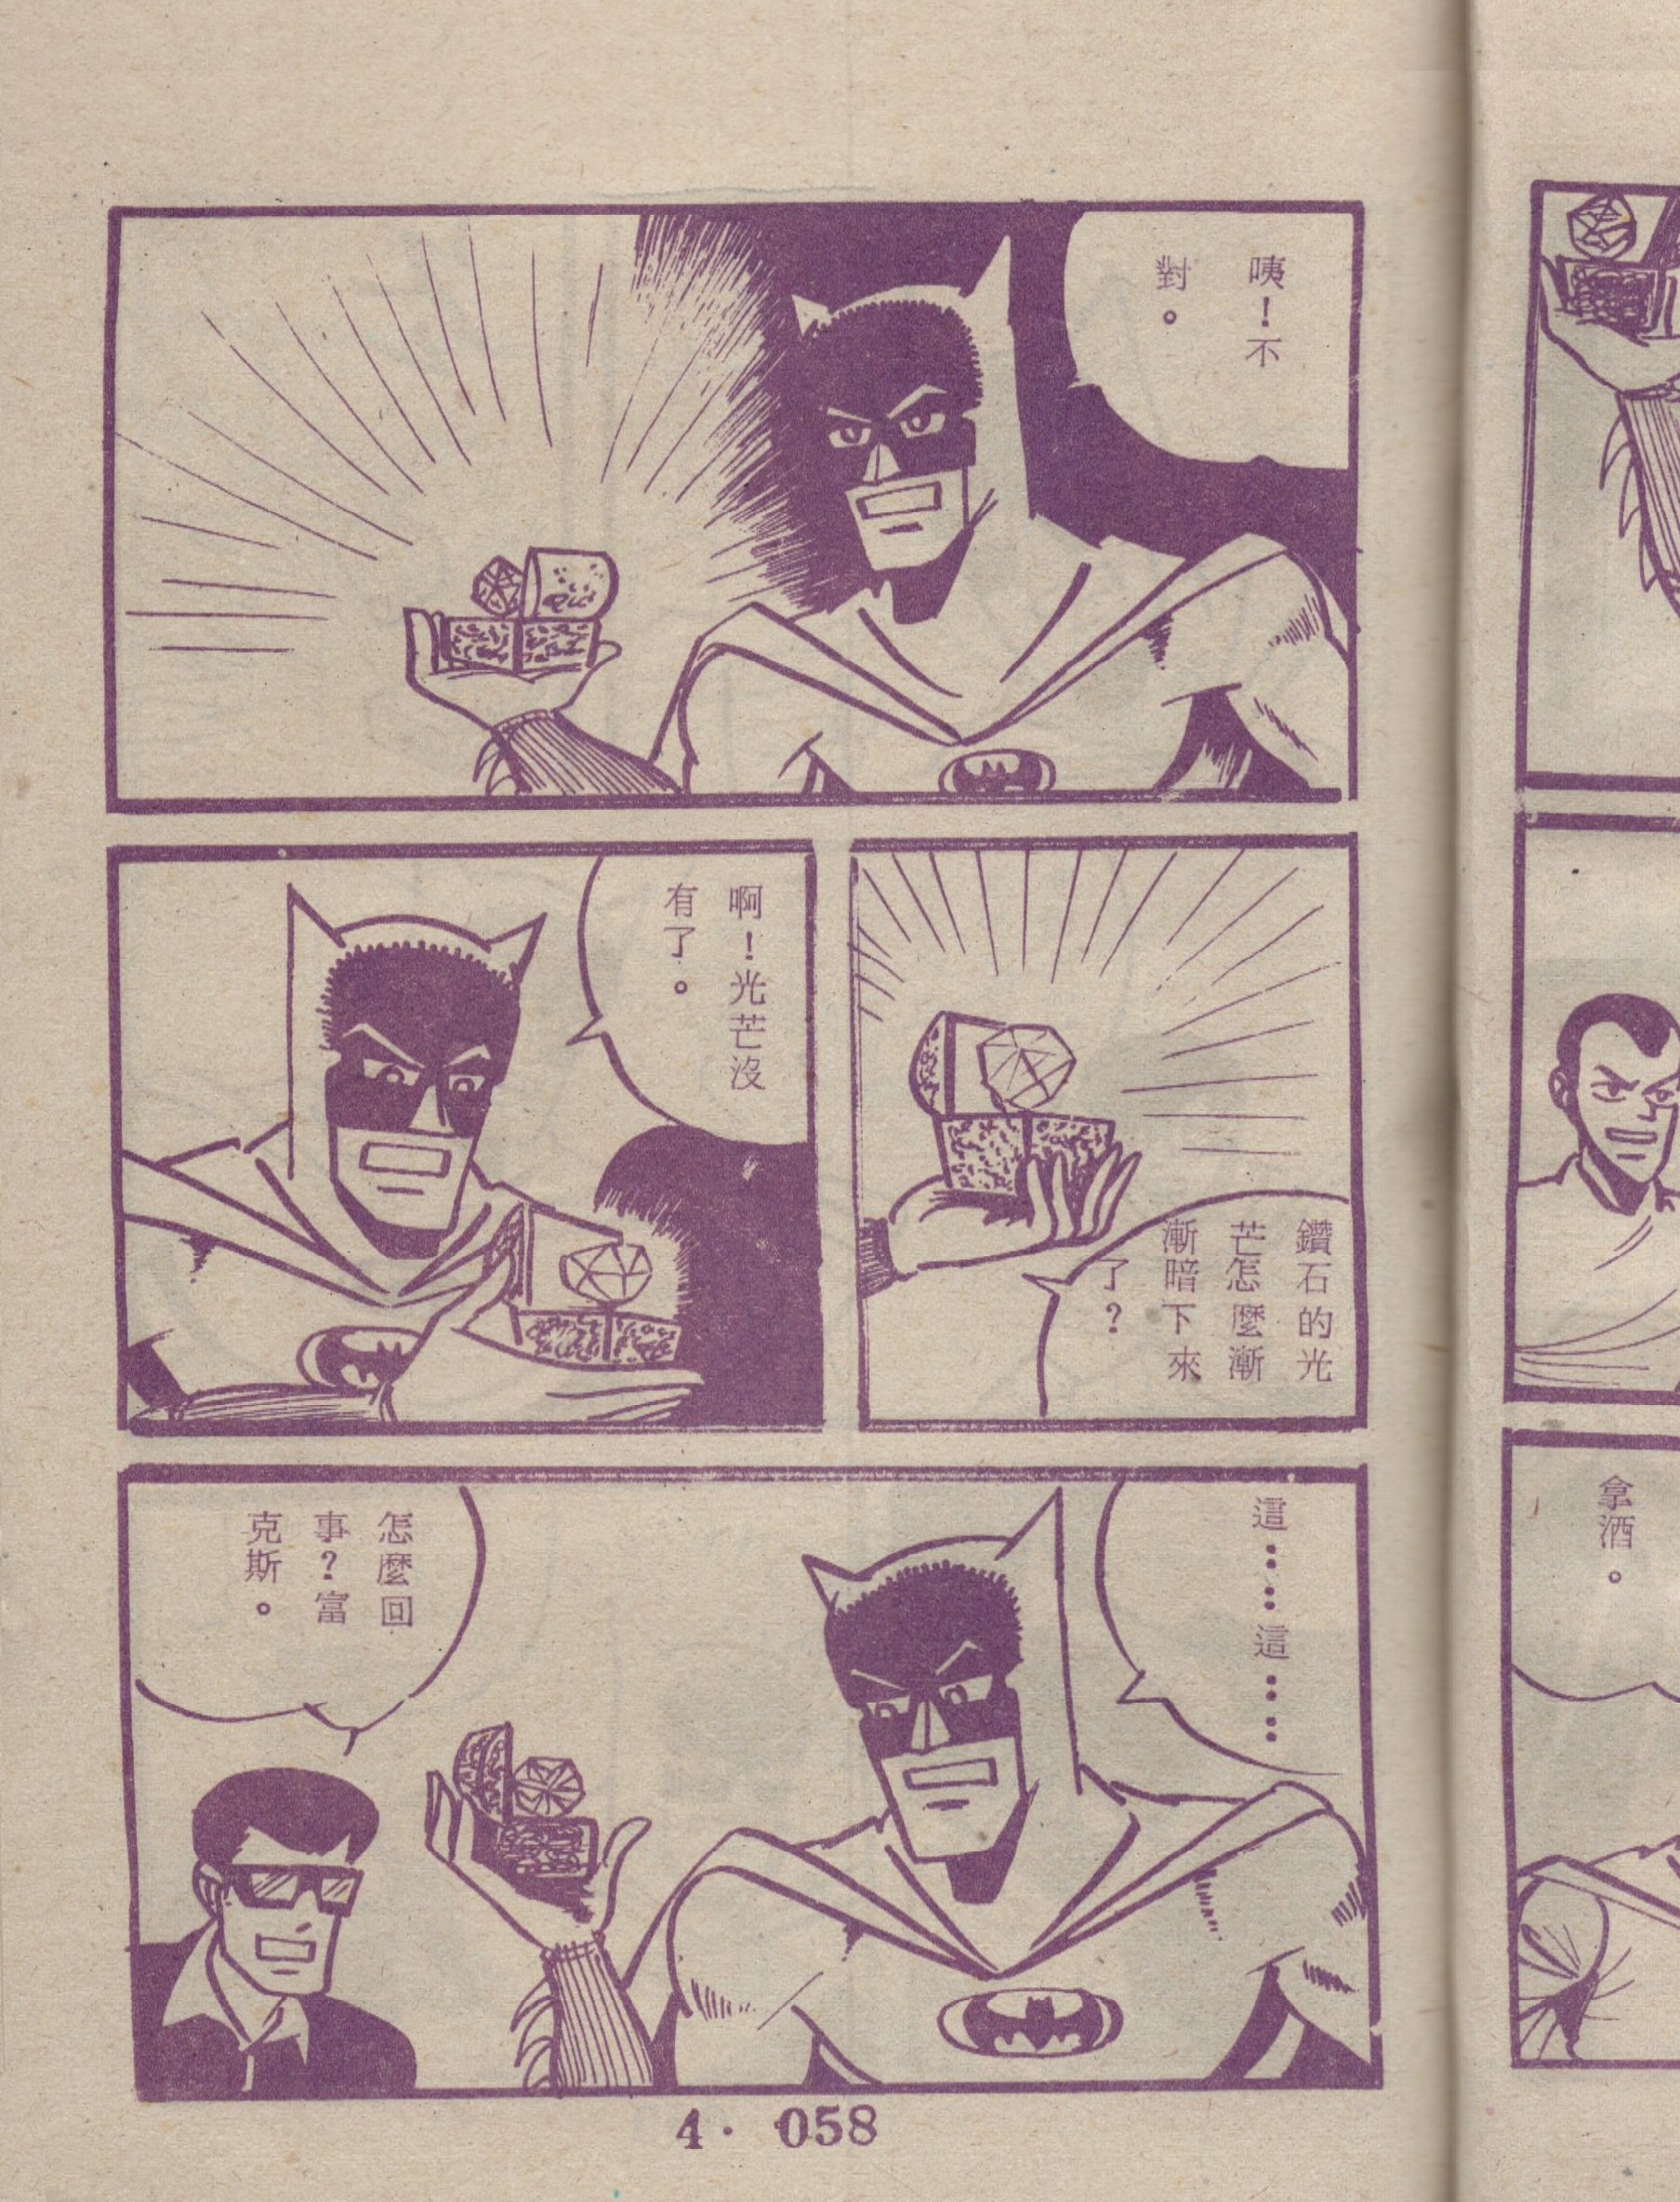 咦！不
對。
鑽石的光
芒怎麼漸
漸暗下來
了？
啊！光芒沒
有了。
這……這……
怎麼回
事？富
克斯。
4· 058
拿酒。